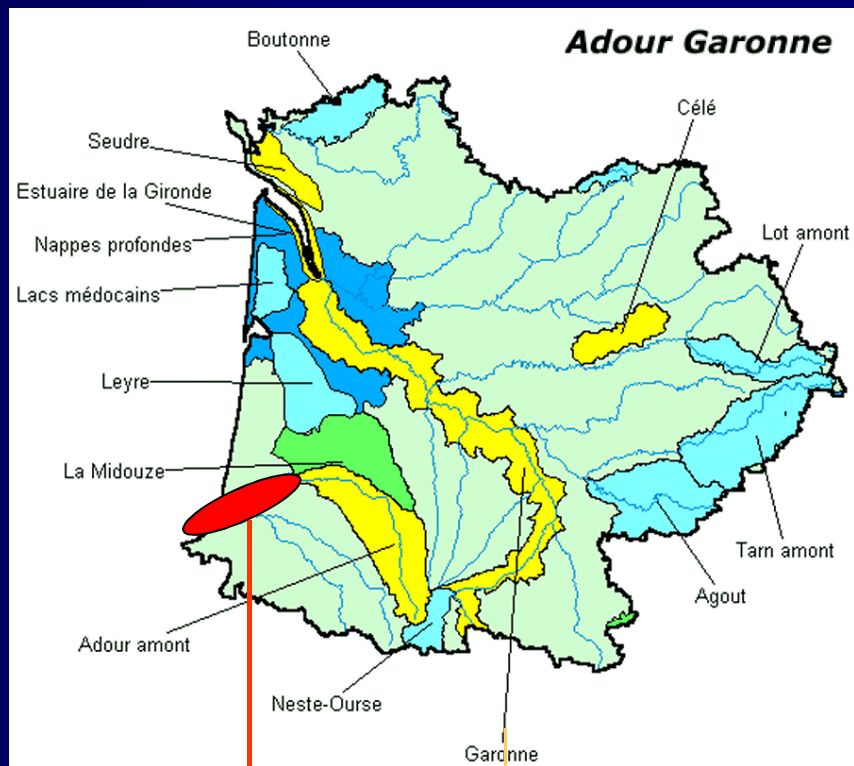 Adour Garonne
Boutonne
Célé
Seudre
Estuaire de la Gironde
Nappes profondes
Lot amont
Lacs médocains
Leyre
La Midouze
Tarn amont
Agout
Adour amont
Neste-Ourse
Garonne